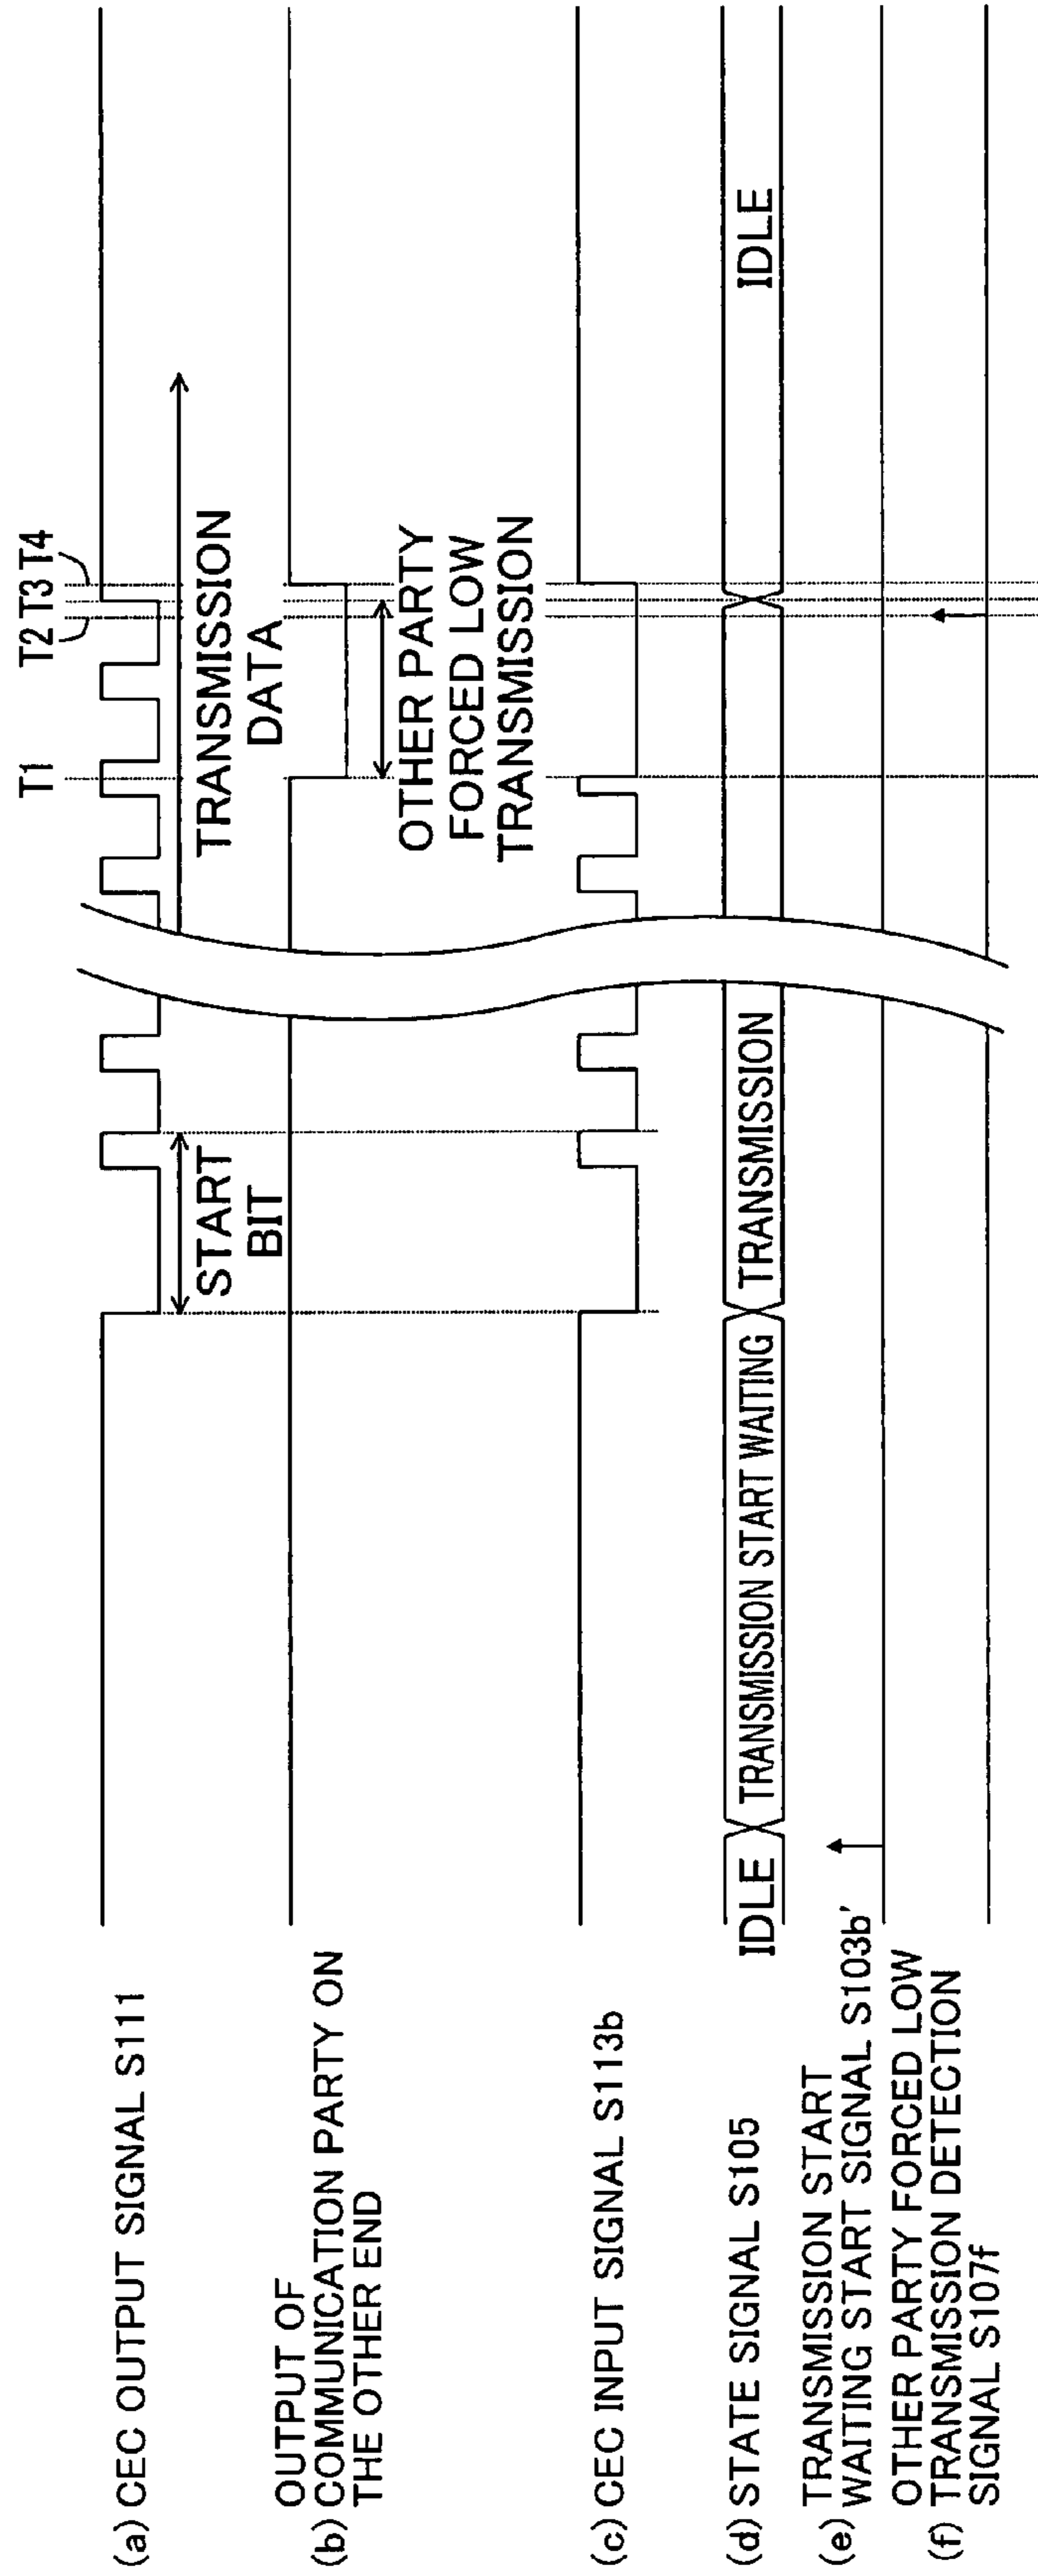 T1
T2 T3 T4
(a) CEC OUTPUT SIGNAL S111
START
BIT
TRANSMISSION
DATA
OUTPUT OF
(b) COMMUNICATION PARTY ON
THE OTHER END
OTHER PARTY
FORCED LOW
TRANSMISSION
(c) CEC INPUT SIGNAL S113b
(d) STATE SIGNAL S105
IDLE
TRANSMISSION START WAITING
TRANSMISSION
IDLE
TRANSMISSION START
(e) WAITING START SIGNAL S103b'
OTHER PARTY FORCED LOW
(f) TRANSMISSION DETECTION
SIGNAL S107f